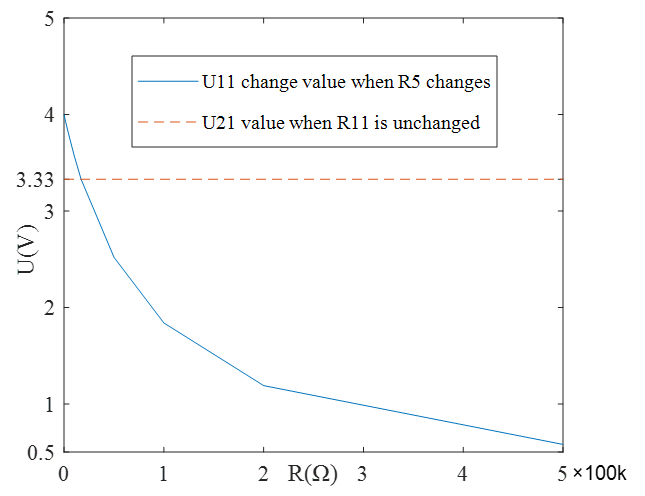 5
U11 change value when R5 changes
4
U21 value when R11 is unchanged
3.33
3
U(V)
2
1
0.5
0 1 2 R(Ω) 3 4 5 ×100k